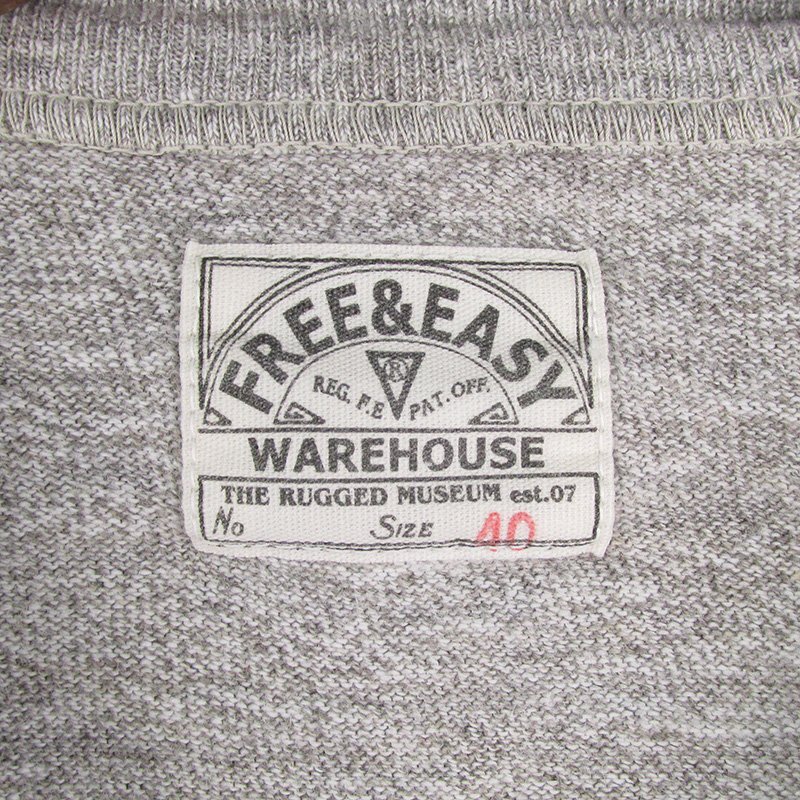 FREE&EASY
REG. F.E PAT. OFF.
R
WAREHOUSE
THE RUGGED MUSEUM est.07
No SIZE 40